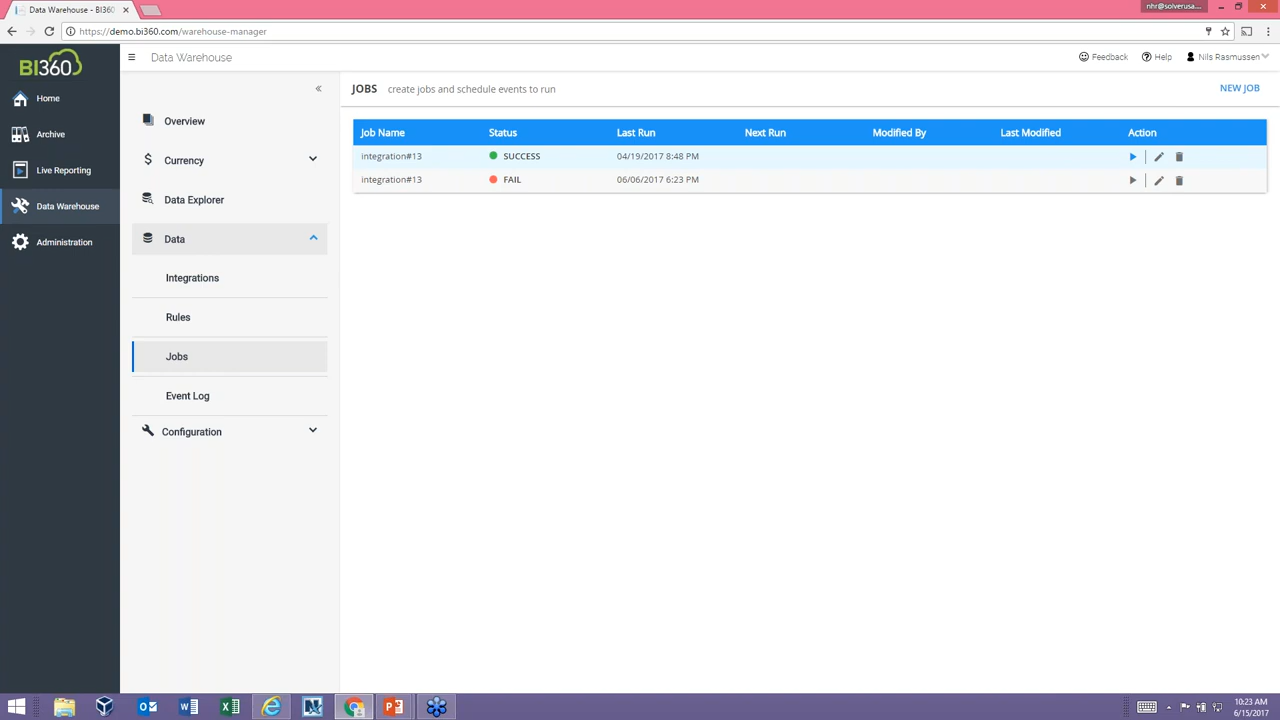 Data Warehouse - BI360
nhr@solverusa....
https://demo.bi360.com/warehouse-manager
BI360
Data Warehouse
Feedback
Help
Nils Rasmussen
Home
Archive
Live Reporting
Data Warehouse
Administration
Overview
Currency
Data Explorer
Data
Integrations
Rules
Jobs
Event Log
Configuration
JOBS create jobs and schedule events to run
NEW JOB
Job Name Status Last Run Next Run Modified By Last Modified Action
integration#13 SUCCESS 04/19/2017 8:48 PM
integration#13 FAIL 06/06/2017 6:23 PM
10:23 AM
6/15/2017